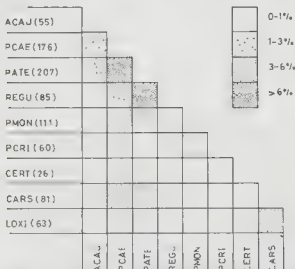 ACAJ (55)
PCAE (176)
PATE (207)
REGU (85)
PMON (111)
PCRI (60)
CERT (26)
CARS (81)
LOXI (63)
0-1%
1-3%
3-6%
>6%
ACAJ
PCAE
PATE
REGU
PMON
PCRI
CERT
CARS